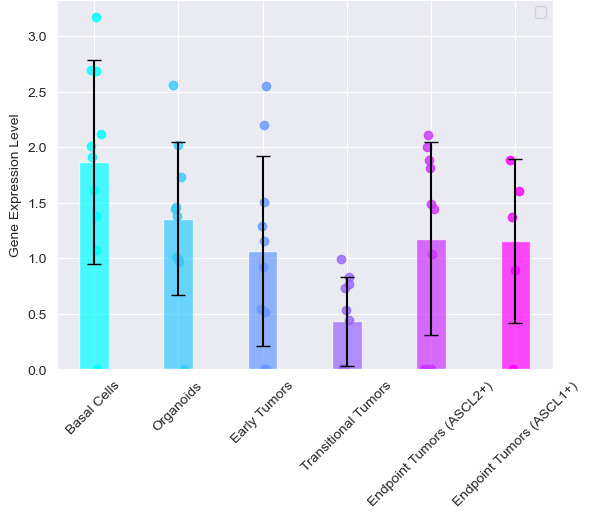 Gene Expression Level
3.0
2.5
2.0
1.5
1.0
0.5
0.0
Basal Cells
Organoids
Early Tumors
Transitional Tumors
Endpoint Tumors (ASCL2+)
Endpoint Tumors (ASCL1+)